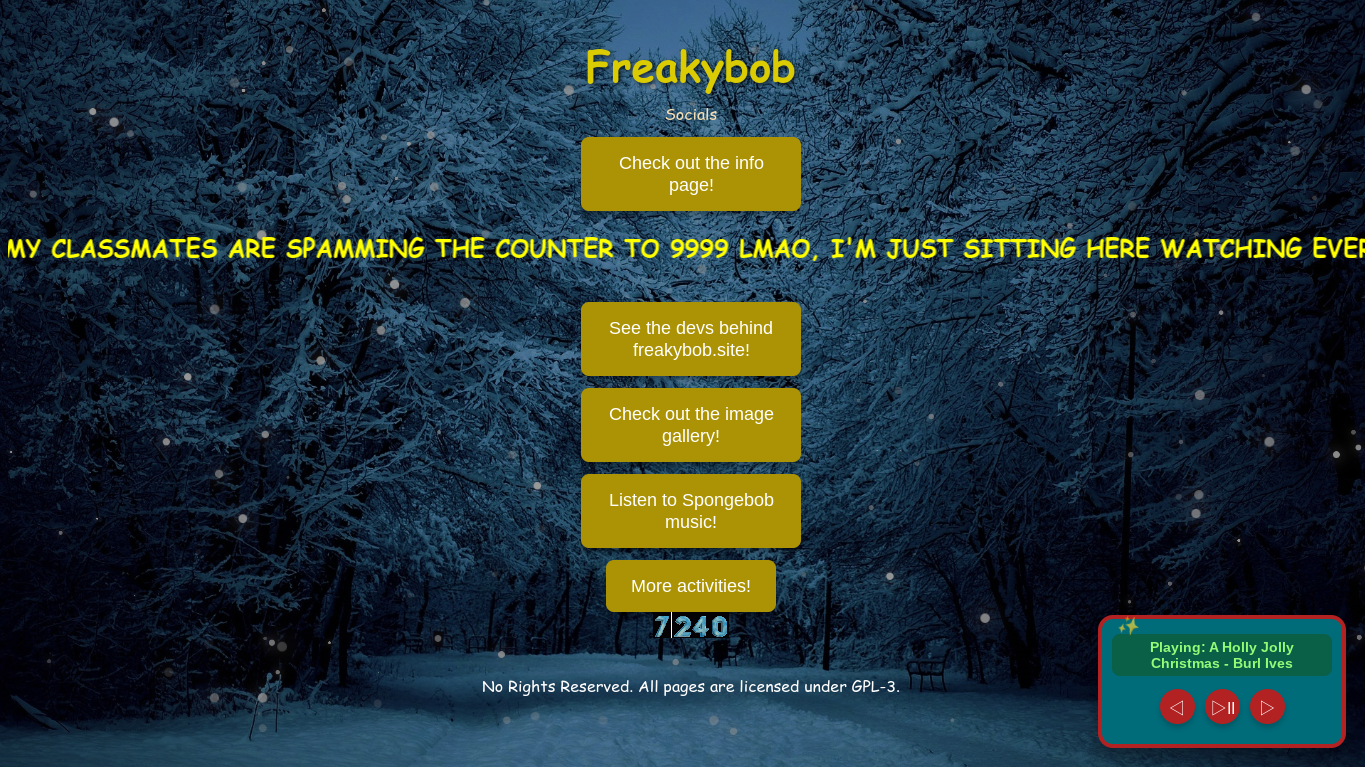 Freakybob
Socials
Check out the info
page!
MY CLASSMATES ARE SPAMMING THE COUNTER TO 9999 LMAO, I'M JUST SITTING HERE WATCHING EVER
See the devs behind
freakybob.site!
Check out the image
gallery!
Listen to Spongebob
music!
More activities!
7240
No Rights Reserved. All pages are licensed under GPL-3.
Playing: A Holly Jolly
Christmas - Burl Ives